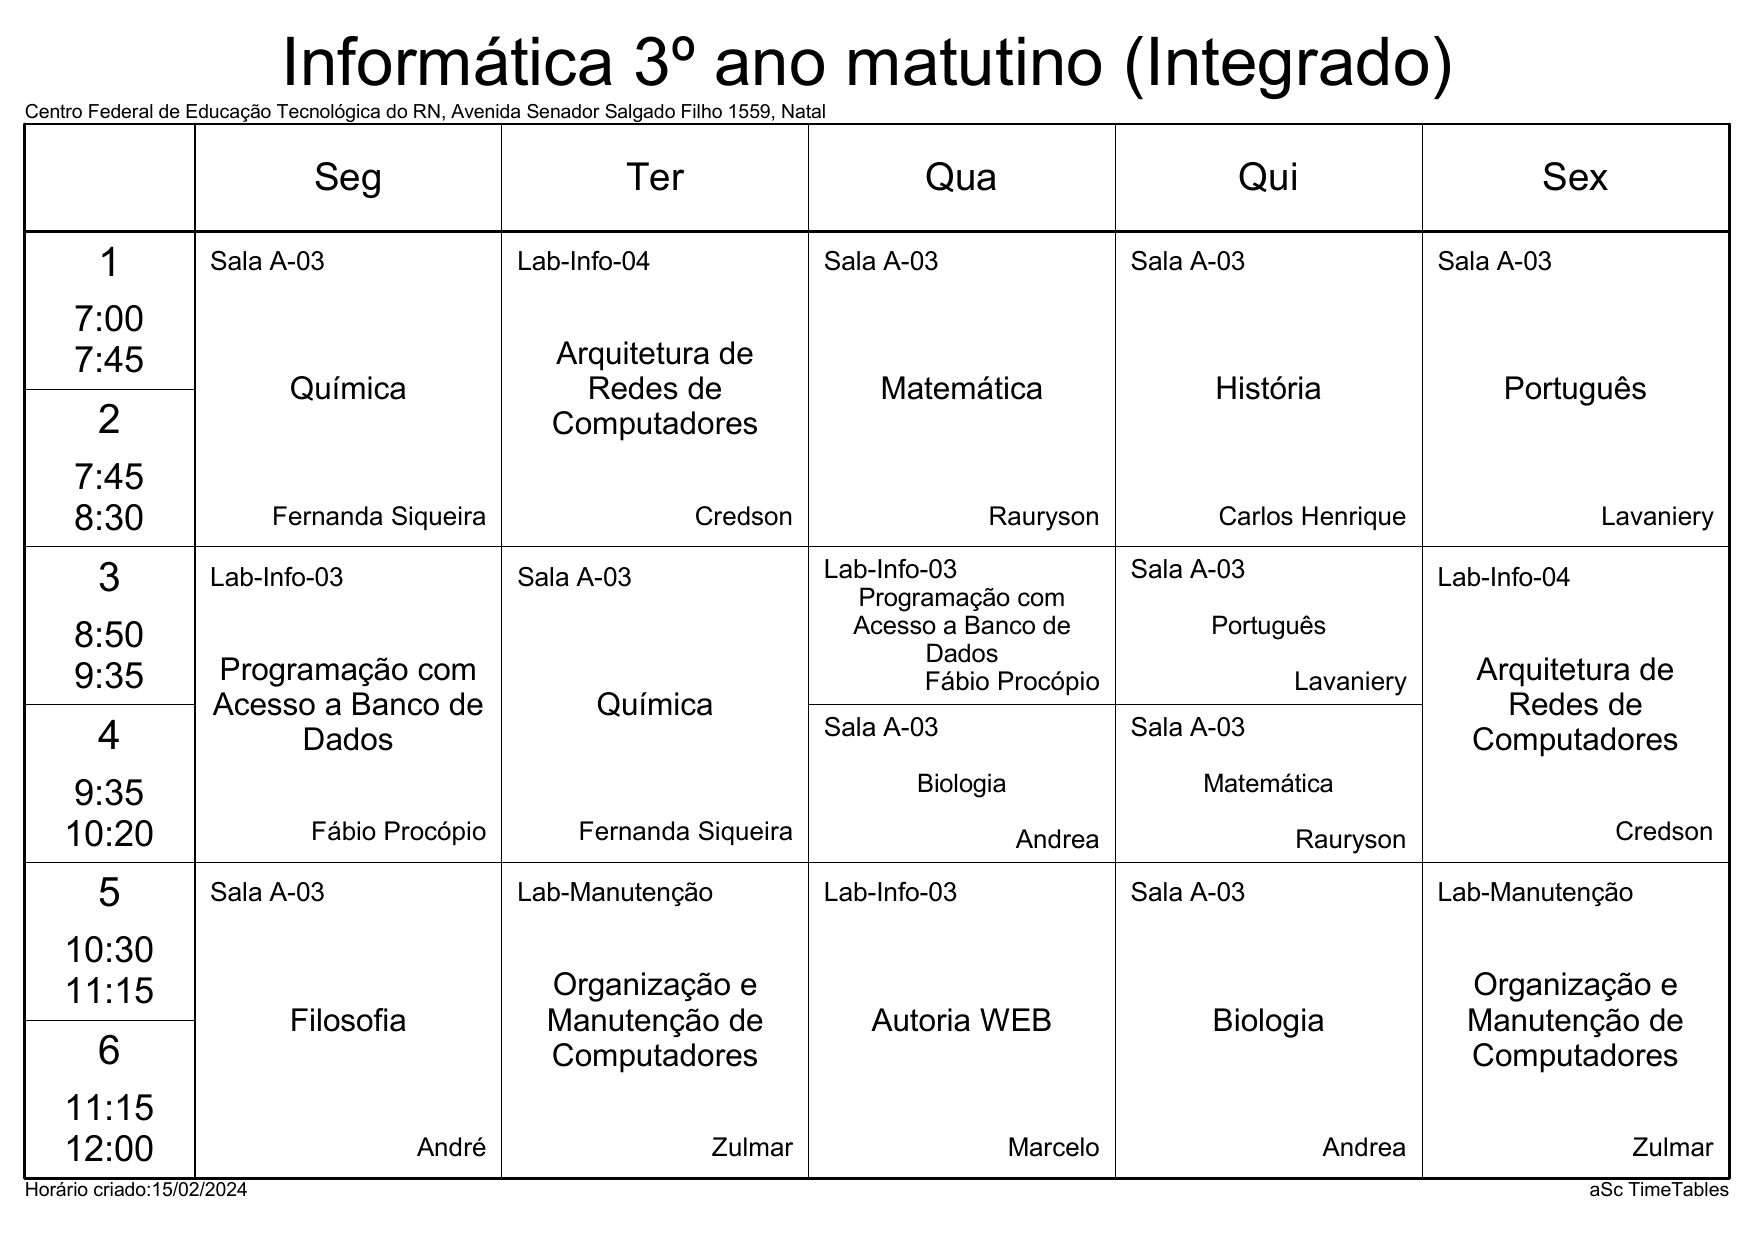 Informática 3º ano matutino (Integrado)
Centro Federal de Educação Tecnológica do RN, Avenida Senador Salgado Filho 1559, Natal
Seg
Ter
Qua
Qui
Sex
1
7:00
7:45
2
7:45
8:30
Sala A-03
Química
Fernanda Siqueira
Lab-Info-04
Arquitetura de
Redes de
Computadores
Credson
Sala A-03
Matemática
Rauryson
Sala A-03
História
Carlos Henrique
Sala A-03
Português
Lavaniery
3
8:50
9:35
4
9:35
10:20
Lab-Info-03
Programação com
Acesso a Banco de
Dados
Fábio Procópio
Sala A-03
Química
Fernanda Siqueira
Lab-Info-03
Programação com
Acesso a Banco de
Dados
Fábio Procópio
Sala A-03
Biologia
Andrea
Sala A-03
Português
Lavaniery
Sala A-03
Matemática
Rauryson
Lab-Info-04
Arquitetura de
Redes de
Computadores
Credson
5
10:30
11:15
6
11:15
12:00
Sala A-03
Filosofia
André
Lab-Manutenção
Organização e
Manutenção de
Computadores
Zulmar
Lab-Info-03
Autoria WEB
Marcelo
Sala A-03
Biologia
Andrea
Lab-Manutenção
Organização e
Manutenção de
Computadores
Zulmar
Horário criado:15/02/2024
aSc TimeTables